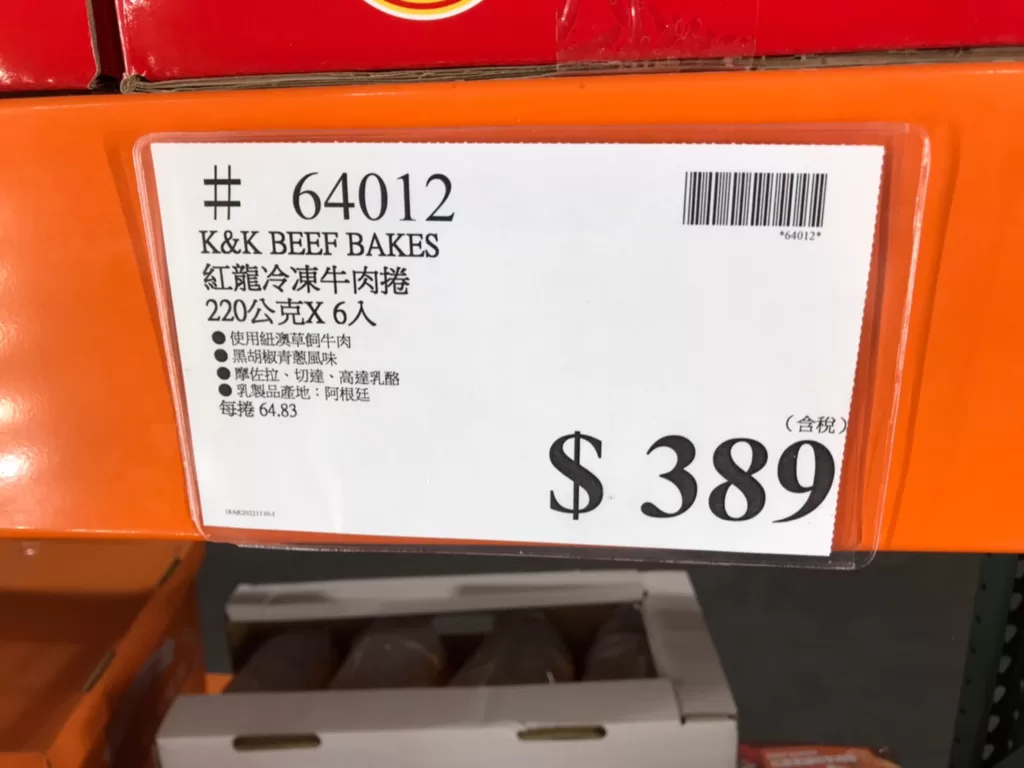 # 64012
*64012*
K&K BEEF BAKES
紅龍冷凍牛肉捲
220公克X 6入
●使用紐澳草飼牛肉
●黑胡椒青蔥風味
●摩佐拉、切達、高達乳酪
●乳製品產地：阿根廷
每捲 64.83
（含稅）
$ 389